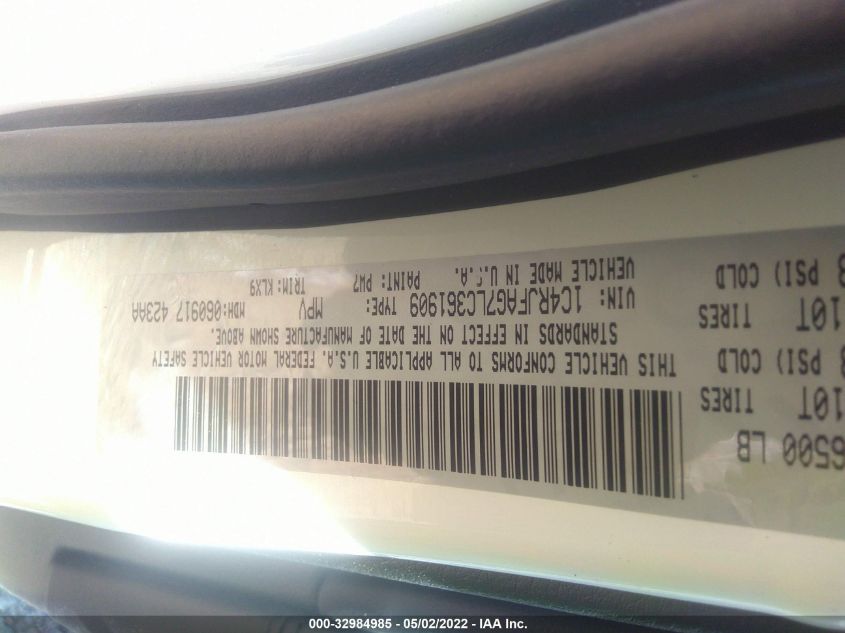 6500 LB
10T TIRES
PSI) COLD
10T TIRES
PSI) COLD
THIS VEHICLE CONFORMS TO ALL APPLICABLE U.S.A. FEDERAL MOTOR VEHICLE SAFETY
STANDARDS IN EFFECT ON THE DATE OF MANUFACTURE SHOWN ABOVE.
VIN: 1C4RJFAG7LC361909 TYPE: MPV MDH:060917 423AA
VEHICLE MADE IN U.S.A. PAINT: PW7 TRIM:KLX9
000-32984985 - 05/02/2022 - IAA Inc.